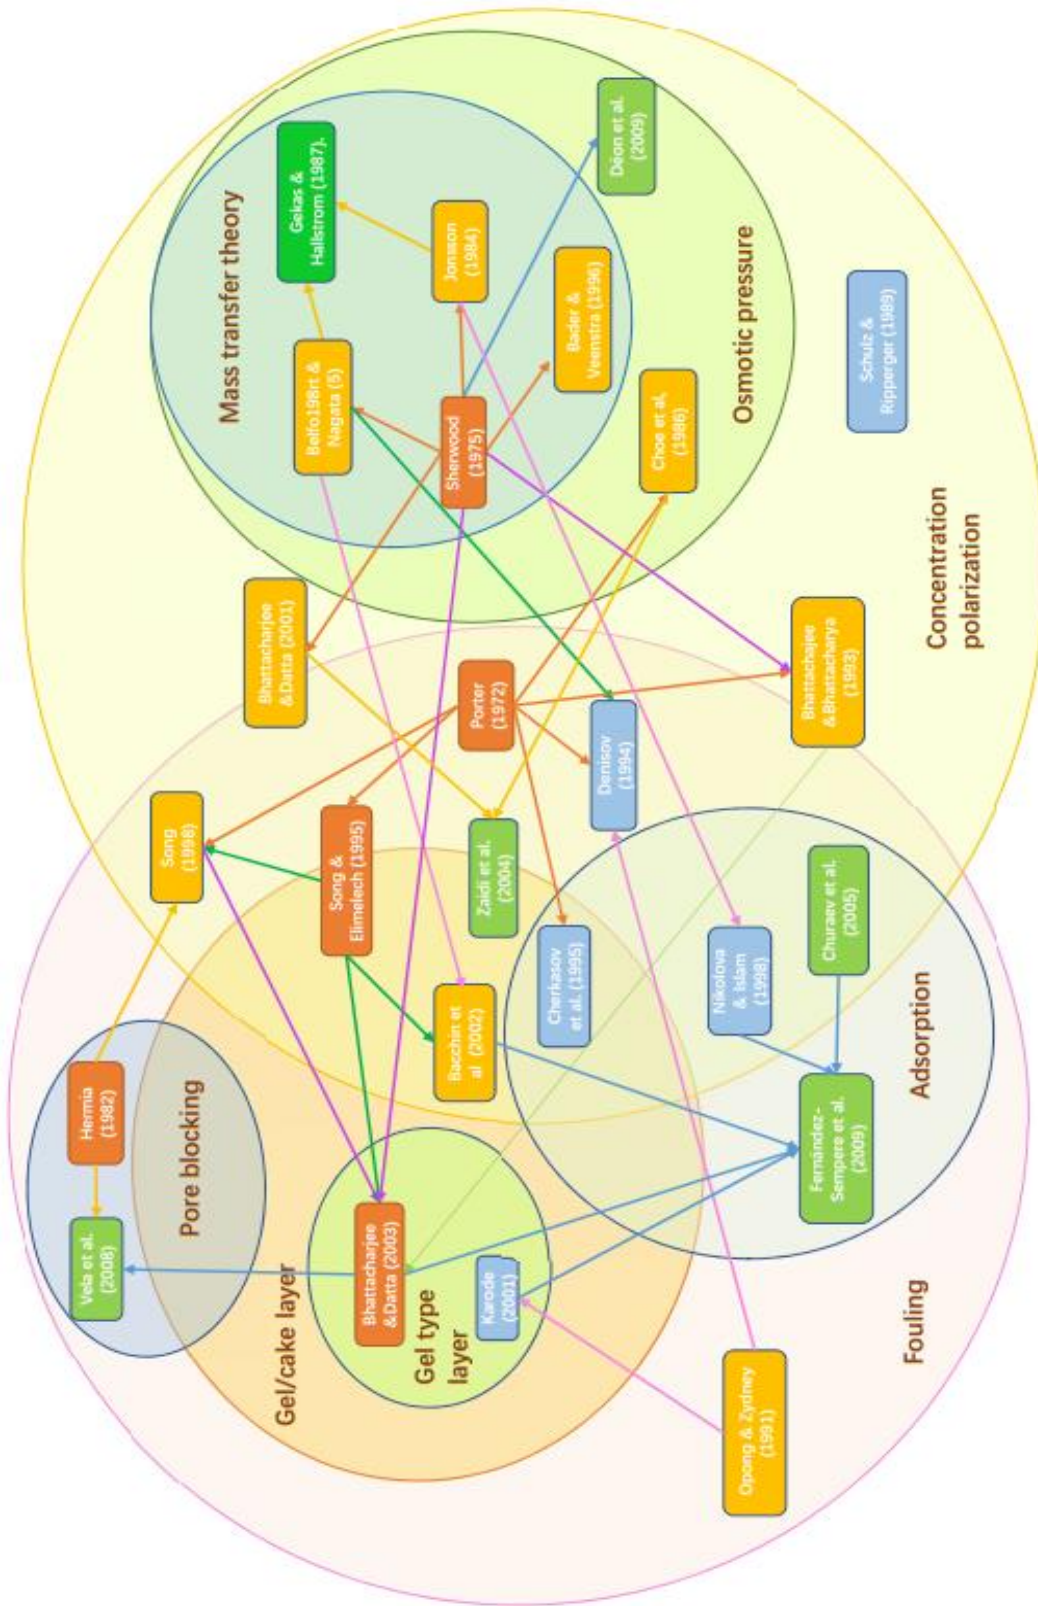 Hermia
(1982)
Vela et al.
(2008)
Pore blocking
Song
(1998)
Gel/cake layer
Bhattacharjee
&Datta (2003)
Gel type
layer
Karode
(2001)
Song &
Elimelech (1995)
Bacchin et
al (2002)
Bhattacharjee
&Datta (2001)
Porter
(1972)
Zaidi et al.
(2004)
Cherkasov
et al. (1995)
Denisov
(1994)
Mass transfer theory
Gekas &
Hallstrom (1987).
Belfo198rt &
Nagata (5)
Jonsson
(1984)
Sherwood
(1975)
Bader &
Veenstra (1996)
Déon et al.
(2009)
Choe et al.
(1986)
Osmotic pressure
Schulz &
Ripperger (1989)
Concentration
polarization
Bhattachajee
&Bhattacharya
(1993)
Nikolova
& Islam
(1998)
Churaev et al.
(2005)
Fernández-
Sempere et al.
(2009)
Adsorption
Opong & Zydney
(1991)
Fouling